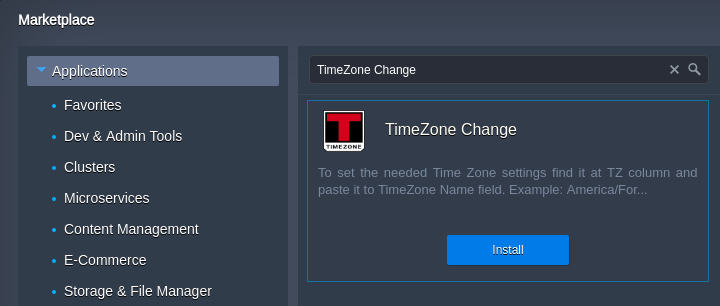 Marketplace
Applications
Favorites
Dev & Admin Tools
Clusters
Microservices
Content Management
E-Commerce
Storage & File Manager
TimeZone Change
T
TIMEZONE
TimeZone Change
To set the needed Time Zone settings find it at TZ column and
paste it to TimeZone Name field. Example: America/For...
Install